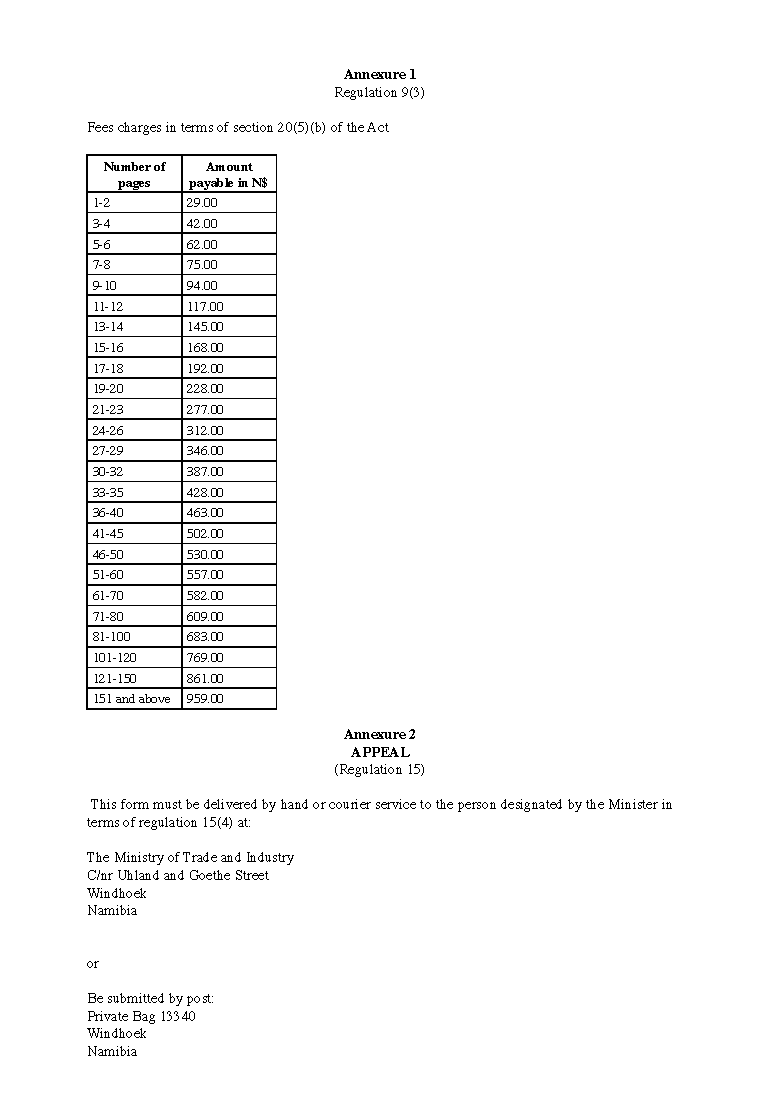 Annexure 1
Regulation 9(3)
Fees charges in terms of section 20(5)(b) of the Act
Number of pages Amount payable in N$
1-2 29.00
3-4 42.00
5-6 62.00
7-8 75.00
9-10 94.00
11-12 117.00
13-14 145.00
15-16 168.00
17-18 192.00
19-20 228.00
21-23 277.00
24-26 312.00
27-29 346.00
30-32 387.00
33-35 428.00
36-40 463.00
41-45 502.00
46-50 530.00
51-60 557.00
61-70 582.00
71-80 609.00
81-100 683.00
101-120 769.00
121-150 861.00
151 and above 959.00
Annexure 2
APPEAL
(Regulation 15)
This form must be delivered by hand or courier service to the person designated by the Minister in
terms of regulation 15(4) at:
The Ministry of Trade and Industry
C/nr Uhland and Goethe Street
Windhoek
Namibia
or
Be submitted by post:
Private Bag 13340
Windhoek
Namibia